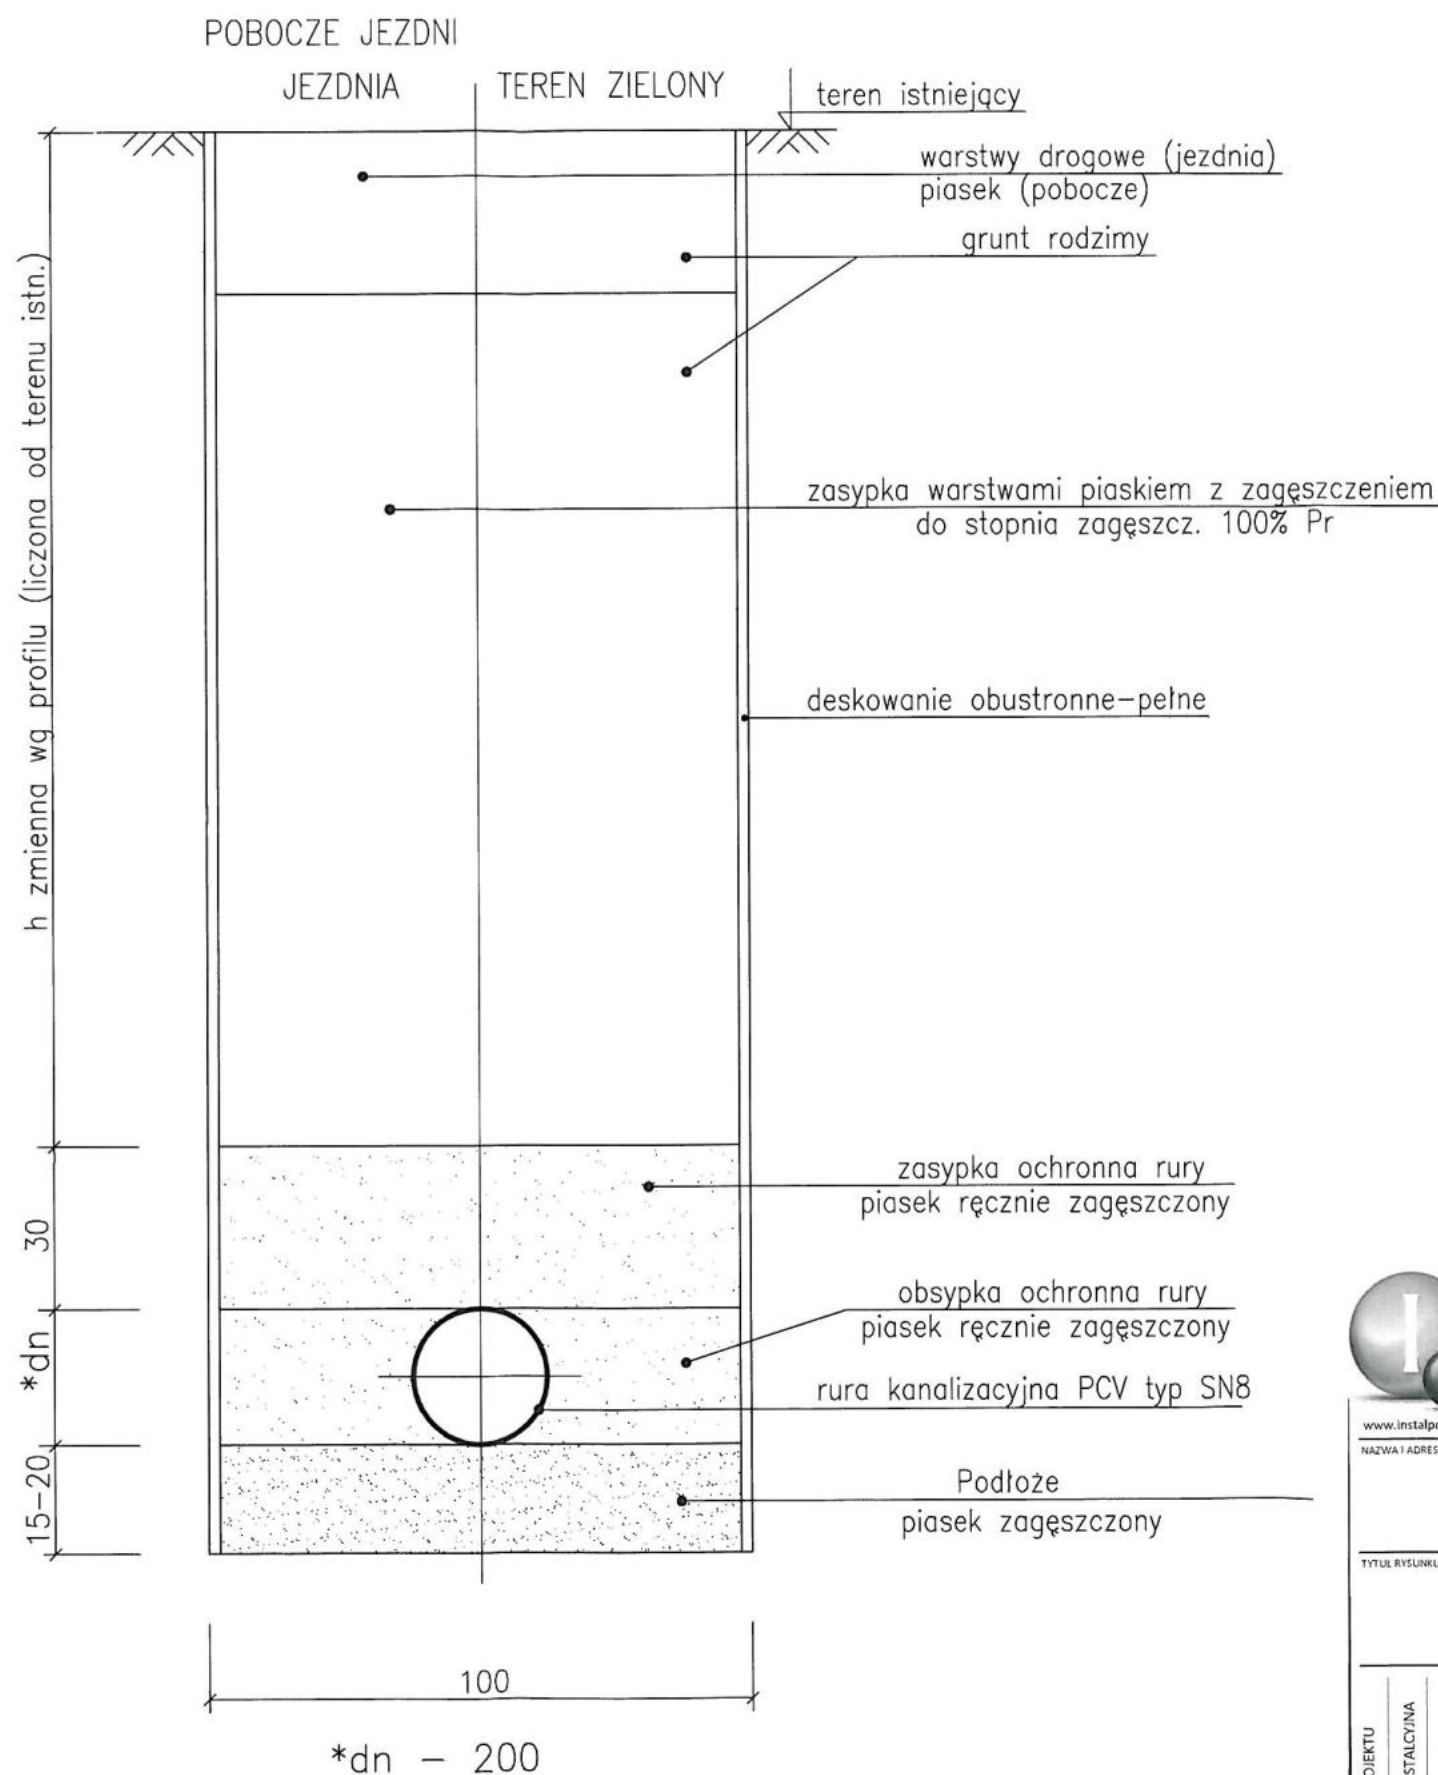 POBOCZE JEZDNI
JEZDNIA
TEREN ZIELONY
teren istniejący
warstwy drogowe (jezdnia)
piasek (pobocze)
grunt rodzimy
h zmienna wg profilu (liczona od terenu istn.)
zasypka warstwami piaskiem z zagęszczeniem
do stopnia zagęszcz. 100% Pr
deskowanie obustronne-pełne
zasypka ochronna rury
piasek ręcznie zagęszczony
30
obsypka ochronna rury
piasek ręcznie zagęszczony
*dn
rura kanalizacyjna PCV typ SN8
Podłoże
piasek zagęszczony
15-20
100
*dn - 200
I
NAZWA I ADRES
TYTUŁ RYSUNKU